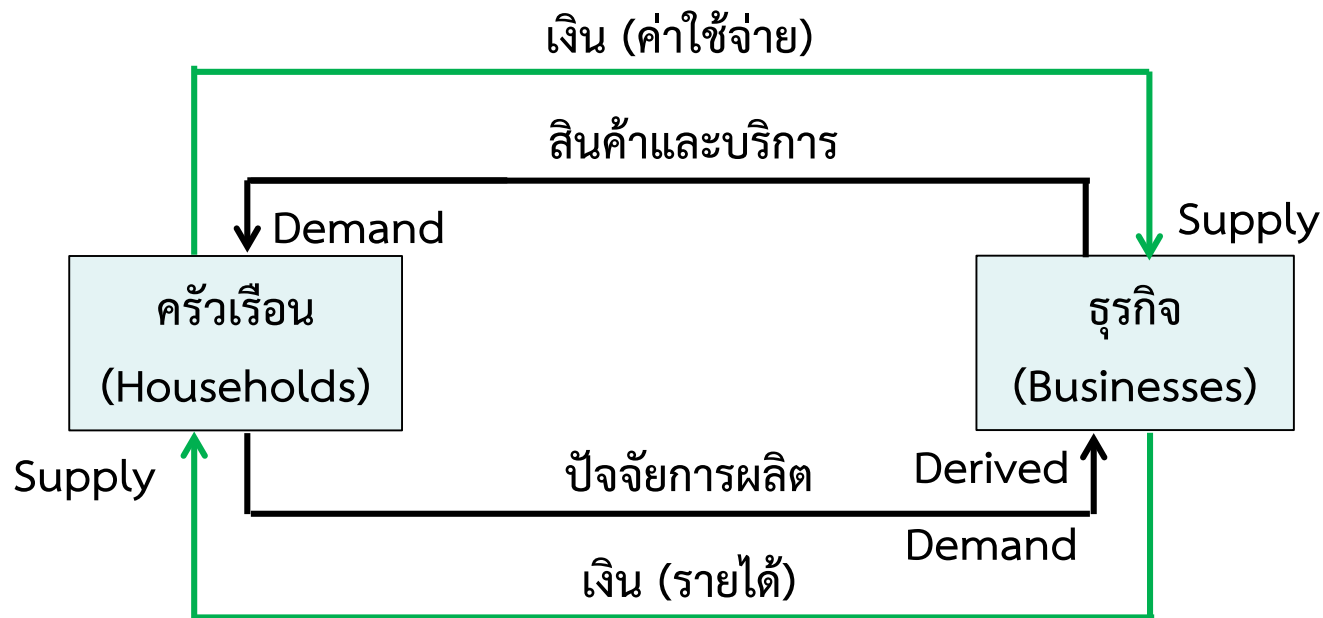 เงิน (ค่าใช้จ่าย)
สินค้าและบริการ
Demand
Supply
ครัวเรือน
(Households)
ธุรกิจ
(Businesses)
Supply
ปัจจัยการผลิต
Derived
Demand
เงิน (รายได้)